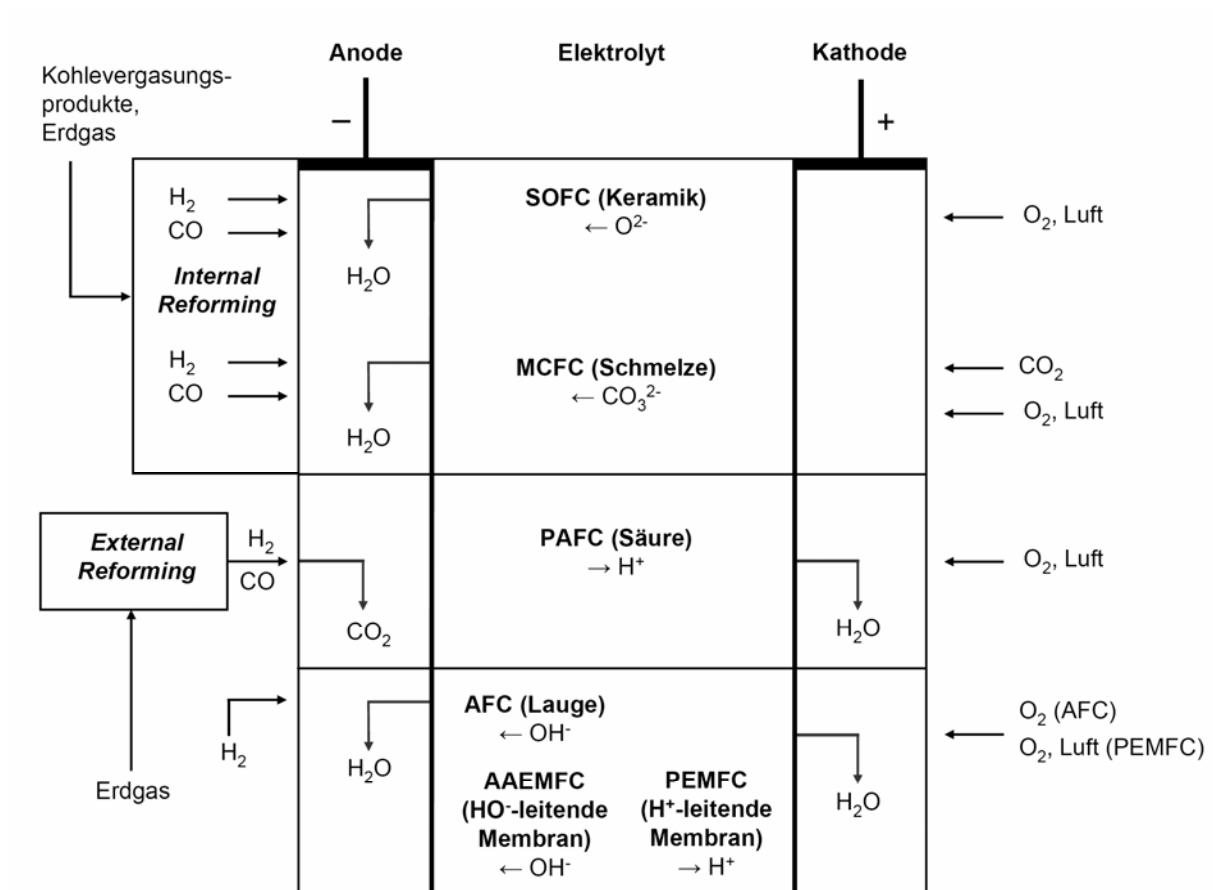 Anode
Elektrolyt
Kathode
Kohlevergasungs-
produkte,
Erdgas
−
+
H₂
CO
Internal
Reforming
H₂O
SOFC (Keramik)
← O²⁻
O₂, Luft
H₂
CO
H₂O
MCFC (Schmelze)
← CO₃²⁻
CO₂
O₂, Luft
External
Reforming
H₂
CO
CO₂
PAFC (Säure)
→ H⁺
H₂O
O₂, Luft
H₂
Erdgas
H₂O
AFC (Lauge)
← OH⁻
AAEMFC
(HO⁻-leitende
Membran)
← OH⁻
PEMFC
(H⁺-leitende
Membran)
→ H⁺
H₂O
O₂ (AFC)
O₂, Luft (PEMFC)